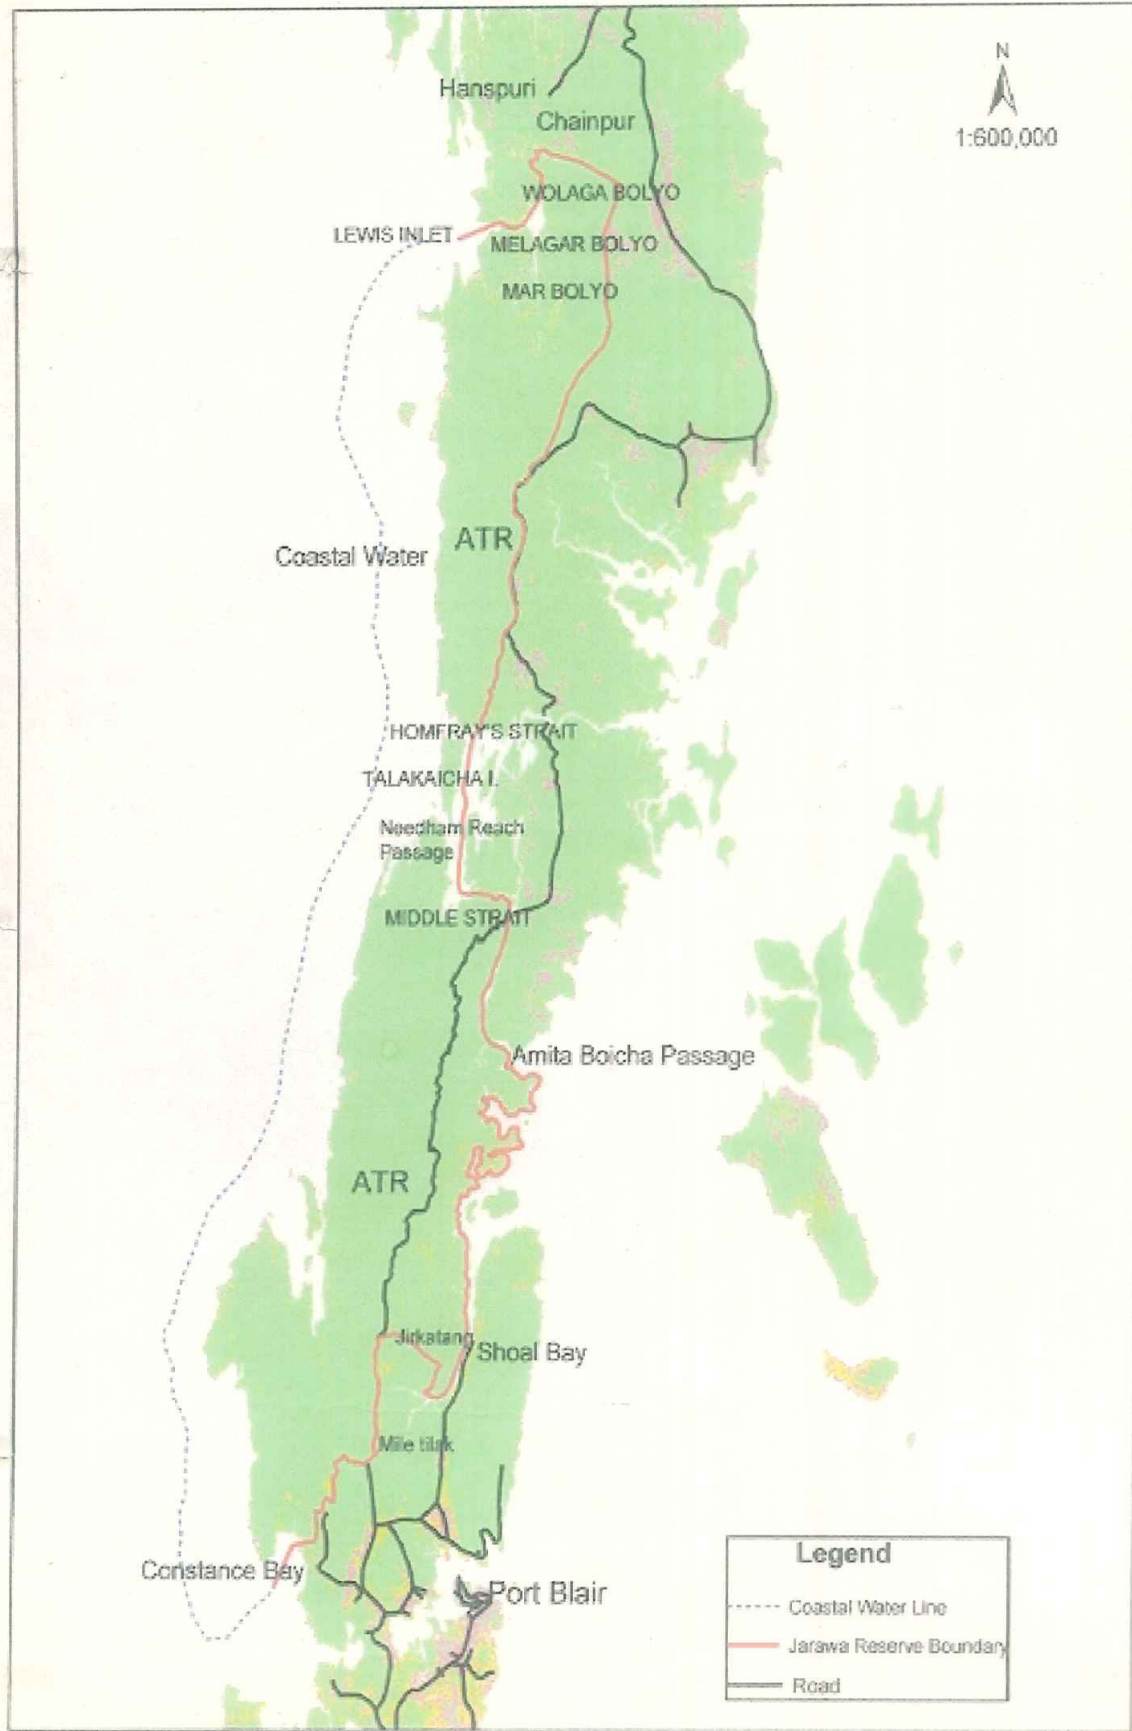 N
Hanspuri
Chainpur
1:600,000
WOLAGA BOLYO
LEWIS INLET
MELAGAR BOLYO
MAR BOLYO
ATR
Coastal Water
HOMFRAY'S STRAIT
TALAKAICHA I.
Needham Reach
Passage
MIDDLE STRAIT
Amita Boicha Passage
ATR
Jirkatang
Shoal Bay
Mile tilak
Constance Bay
Port Blair
Legend
Coastal Water Line
Jarawa Reserve Boundary
Road